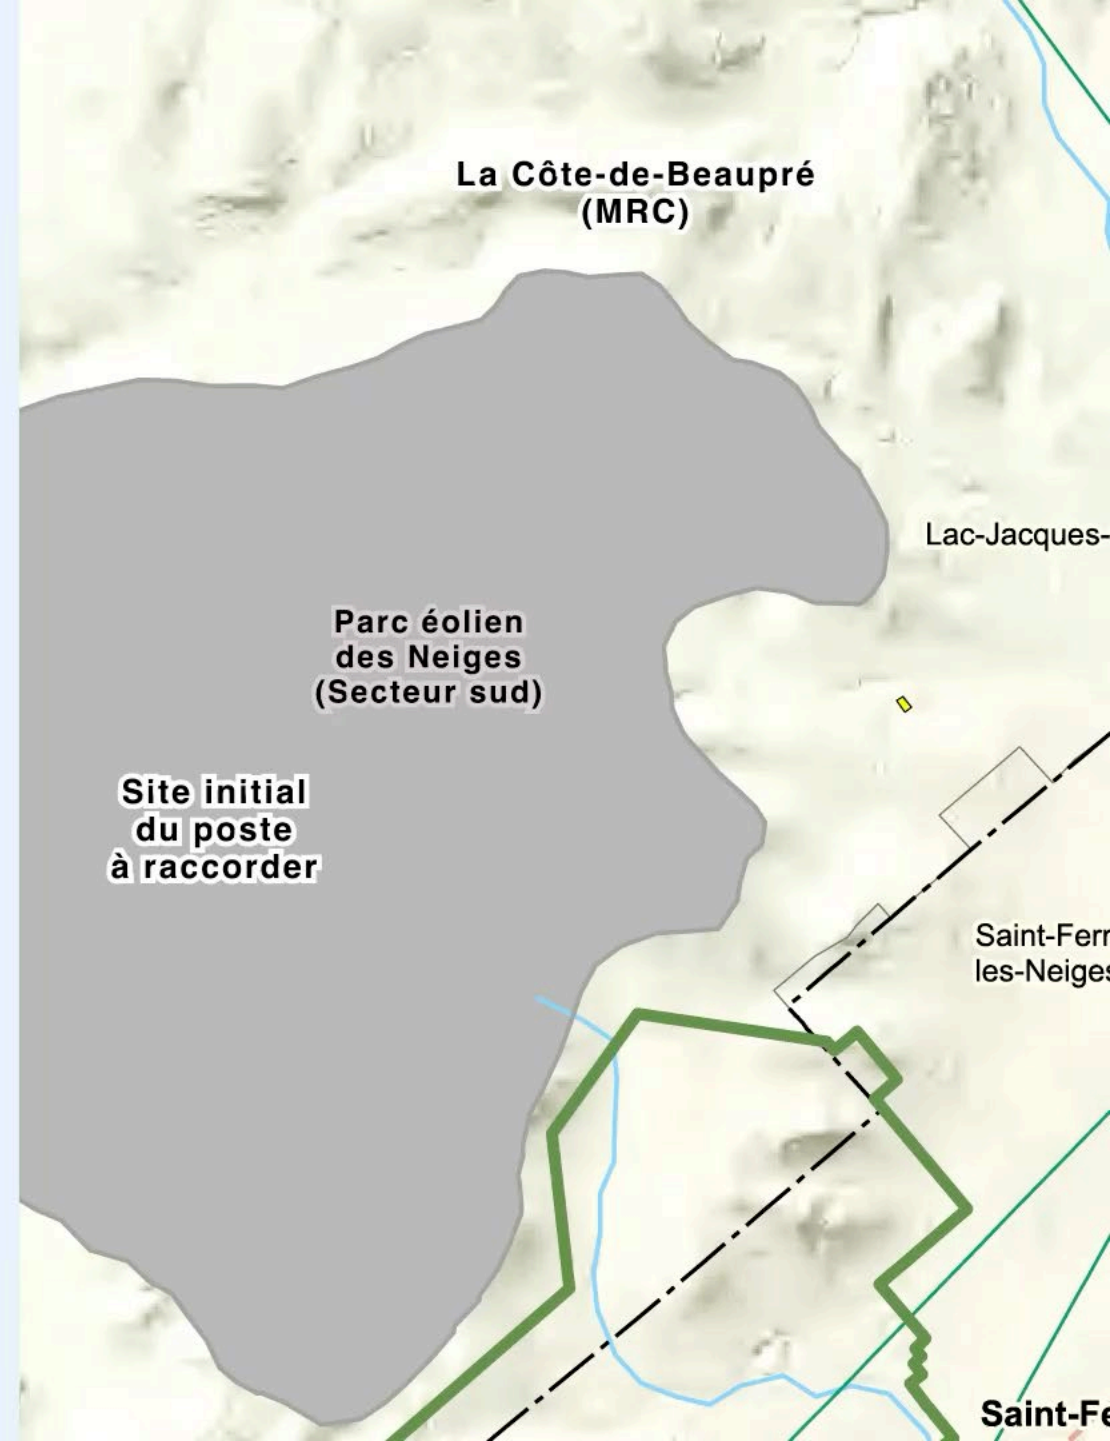 La Côte-de-Beaupré
(MRC)
Lac-Jacques-
Parc éolien
des Neiges
(Secteur sud)
Site initial
du poste
à raccorder
Saint-Ferr
les-Neiges
Saint-Fe